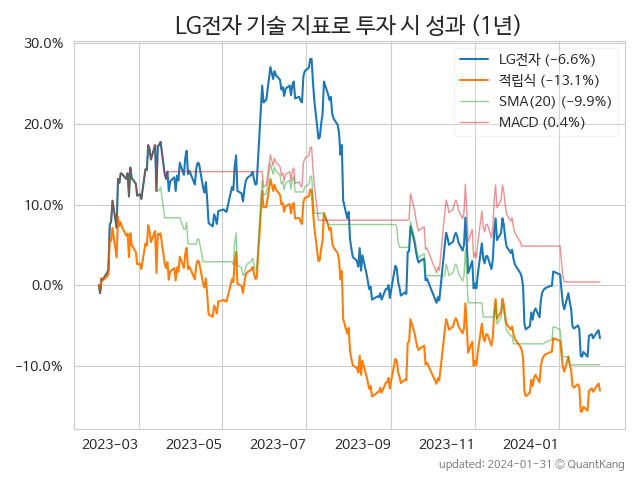 LG전자 기술 지표로 투자 시 성과 (1년)
30.0%
20.0%
10.0%
0.0%
−10.0%
LG전자 (−6.6%)
적립식 (−13.1%)
SMA(20) (−9.9%)
MACD (0.4%)
2023-03 2023-05 2023-07 2023-09 2023-11 2024-01
updated: 2024-01-31 © QuantKang